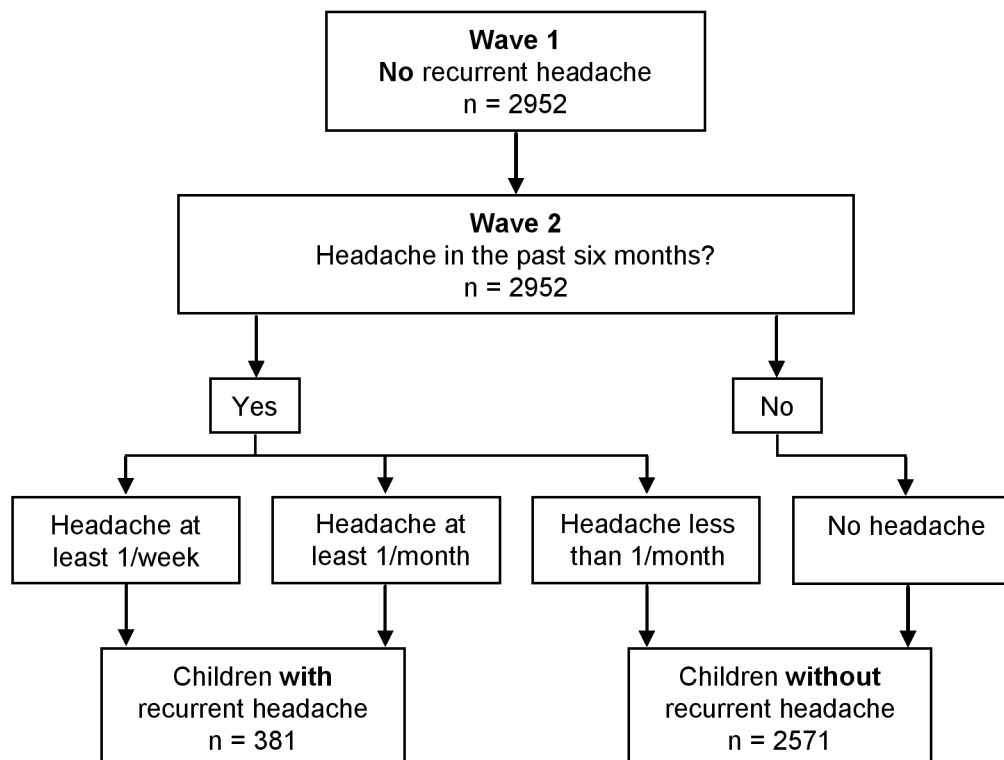 Wave 1
No recurrent headache
n = 2952
Wave 2
Headache in the past six months?
n = 2952
Yes
No
Headache at
least 1/week
Headache at
least 1/month
Headache less
than 1/month
No headache
Children with
recurrent headache
n = 381
Children without
recurrent headache
n = 2571